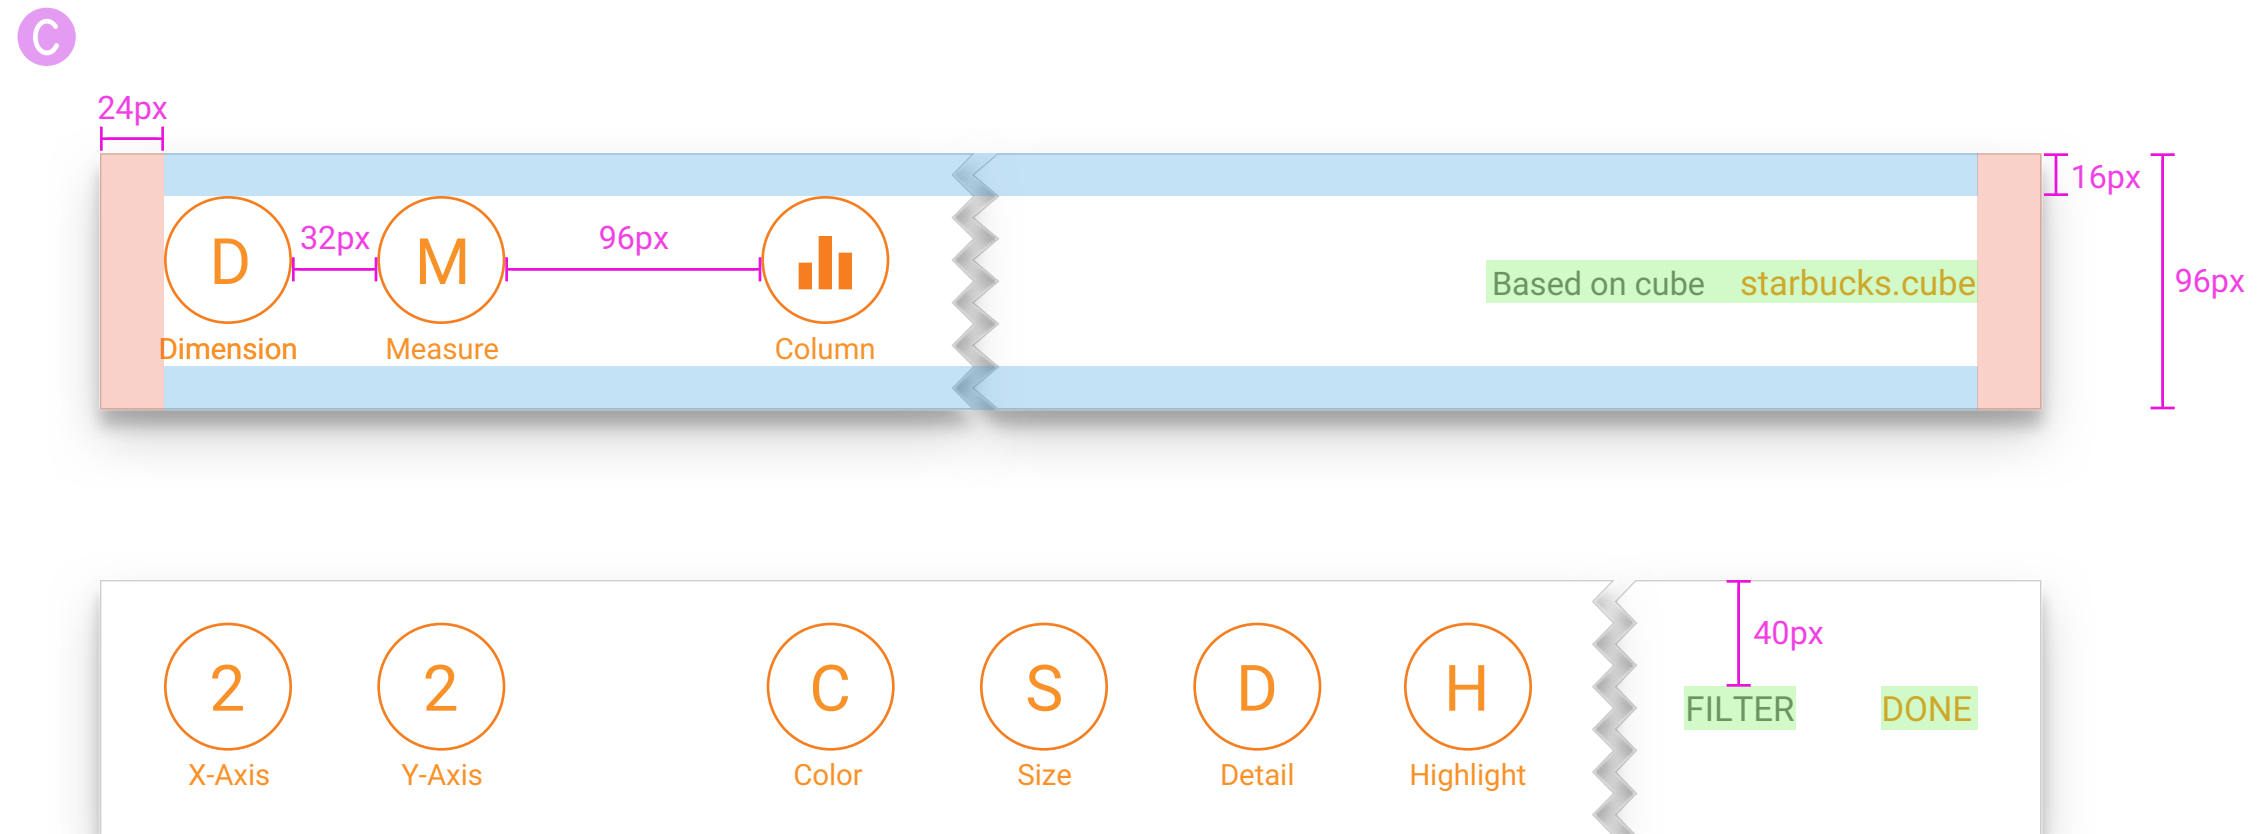 C
24px
16px
D 32px M 96px
Based on cube starbucks.cube
96px
Dimension Measure Column
40px
2 2 C S D H
FILTER DONE
X-Axis Y-Axis Color Size Detail Highlight